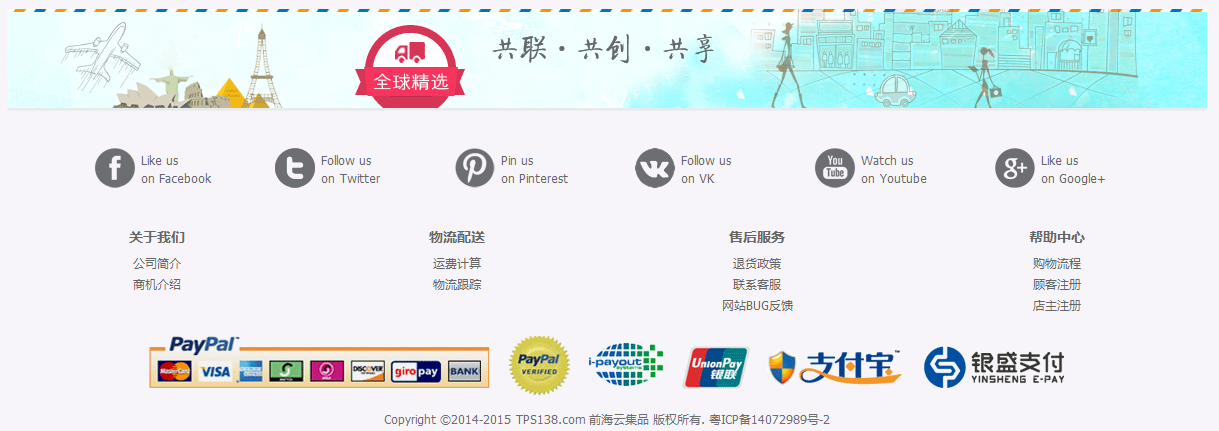 共联·共创·共享
全球精选
Like us
on Facebook
Follow us
on Twitter
Pin us
on Pinterest
Follow us
on VK
You
Tube
Watch us
on Youtube
g+
Like us
on Google+
关于我们
公司简介
商机介绍
物流配送
运费计算
物流跟踪
售后服务
退货政策
联系客服
网站BUG反馈
帮助中心
购物流程
顾客注册
店主注册
PayPal™
MasterCard VISA DISCOVER giropay BANK
PayPal
VERIFIED
i-payout
systems
UnionPay
银联
支付宝™
银盛支付
YINSHENG E-PAY
Copyright ©2014-2015 TPS138.com 前海云集品 版权所有. 粤ICP备14072989号-2